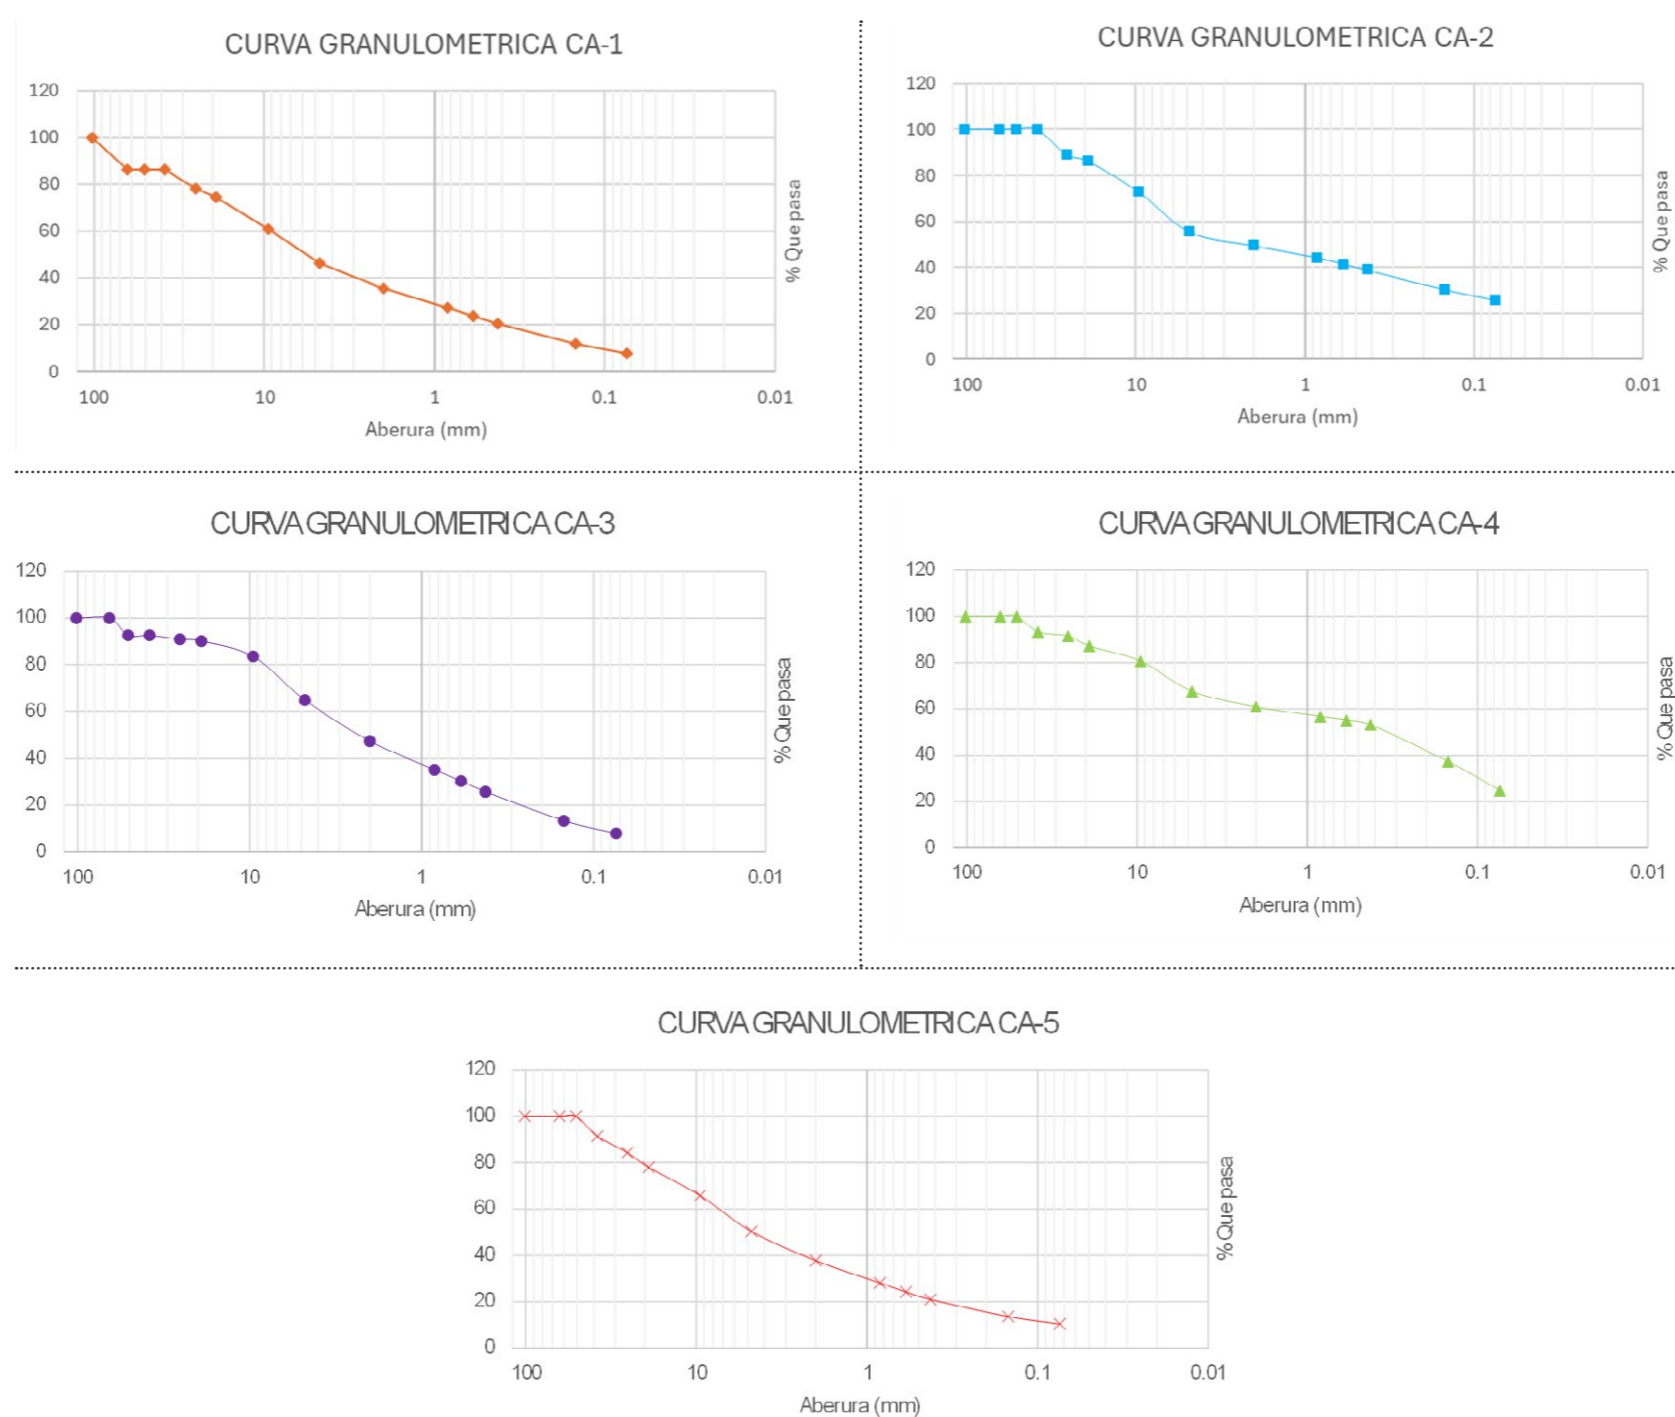 CURVA GRANULOMETRICA CA-1
120
100
80
60
40
20
0
100 10 1 0.1 0.01
Aberura (mm)
% Que pasa
CURVA GRANULOMETRICA CA-2
120
100
80
60
40
20
0
100 10 1 0.1 0.01
Aberura (mm)
% Que pasa
CURVA GRANULOMETRICA CA-3
120
100
80
60
40
20
0
100 10 1 0.1 0.01
Aberura (mm)
% Que pasa
CURVA GRANULOMETRICA CA-4
120
100
80
60
40
20
0
100 10 1 0.1 0.01
Aberura (mm)
% Que pasa
CURVA GRANULOMETRICA CA-5
120
100
80
60
40
20
0
100 10 1 0.1 0.01
Aberura (mm)
% Que pasa